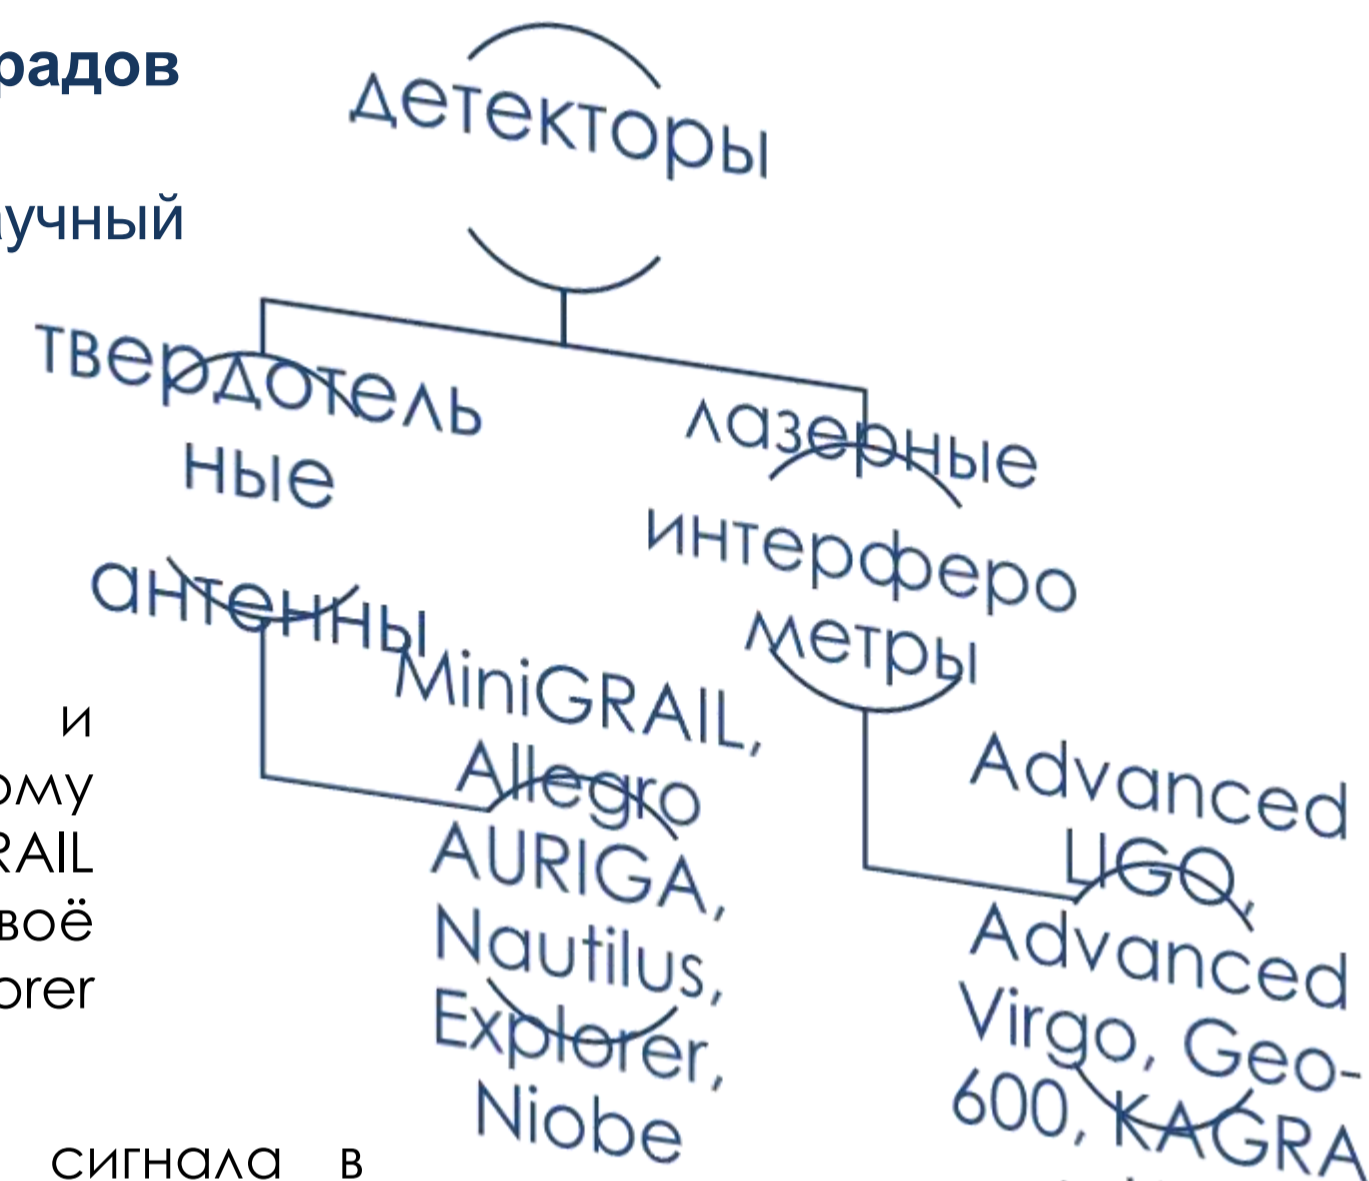 радов
учный
детекторы
твердотель
ные
антенны
лазерные
интерферо
метры
MiniGRAIL,
Allegro
AURIGA,
Nautilus,
Explorer,
Niobe
Advanced
LIGO,
Advanced
Virgo, Geo-
600, KAGRA
и
ому
RAIL
воё
orer
сигнала в